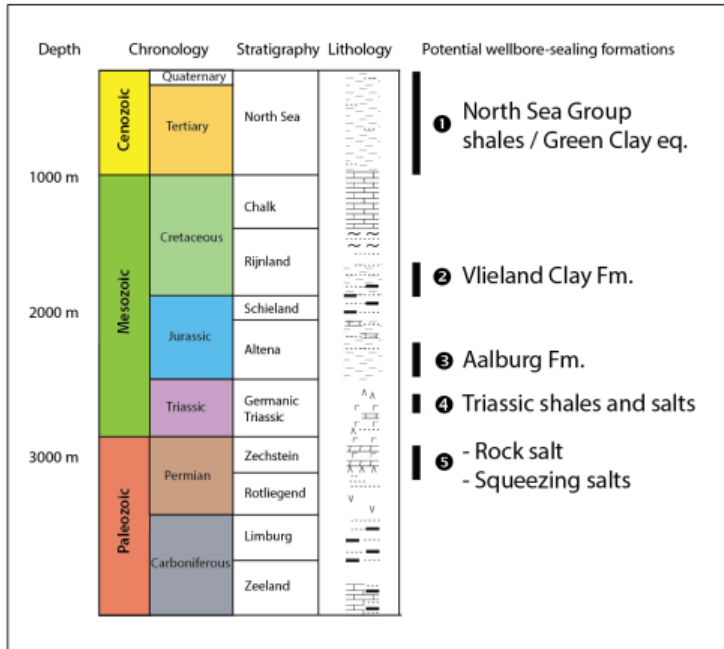 Depth Chronology Stratigraphy Lithology Potential wellbore-sealing formations
Quaternary
Cenozoic
Tertiary
North Sea
❶ North Sea Group
shales / Green Clay eq.
1000 m
Mesozoic
Cretaceous
Chalk
Rijnland
❷ Vlieland Clay Fm.
2000 m
Jurassic
Schieland
Altena
❸ Aalburg Fm.
Triassic
Germanic
Triassic
❹ Triassic shales and salts
3000 m
Paleozoic
Permian
Zechstein
❺ - Rock salt
- Squeezing salts
Rotliegend
Carboniferous
Limburg
Zeeland